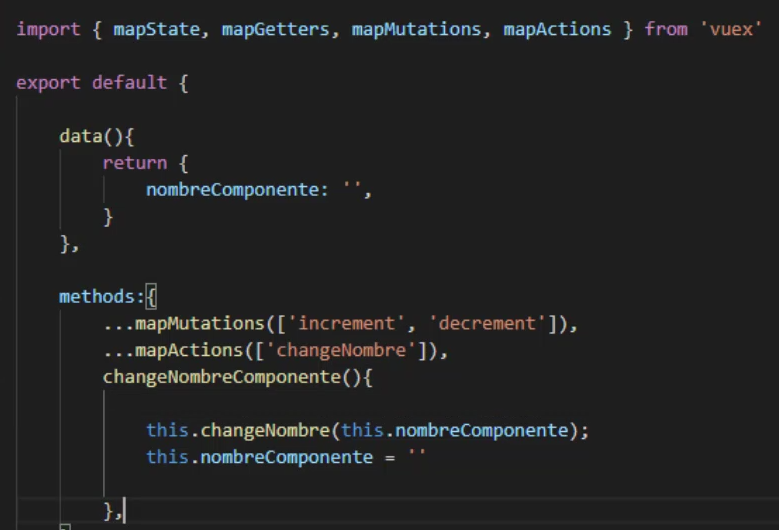 import { mapState, mapGetters, mapMutations, mapActions } from 'vuex'
export default {
data(){
return {
nombreComponente: '',
}
},
methods:{
...mapMutations(['increment', 'decrement']),
...mapActions(['changeNombre']),
changeNombreComponente(){
this.changeNombre(this.nombreComponente);
this.nombreComponente = ''
},